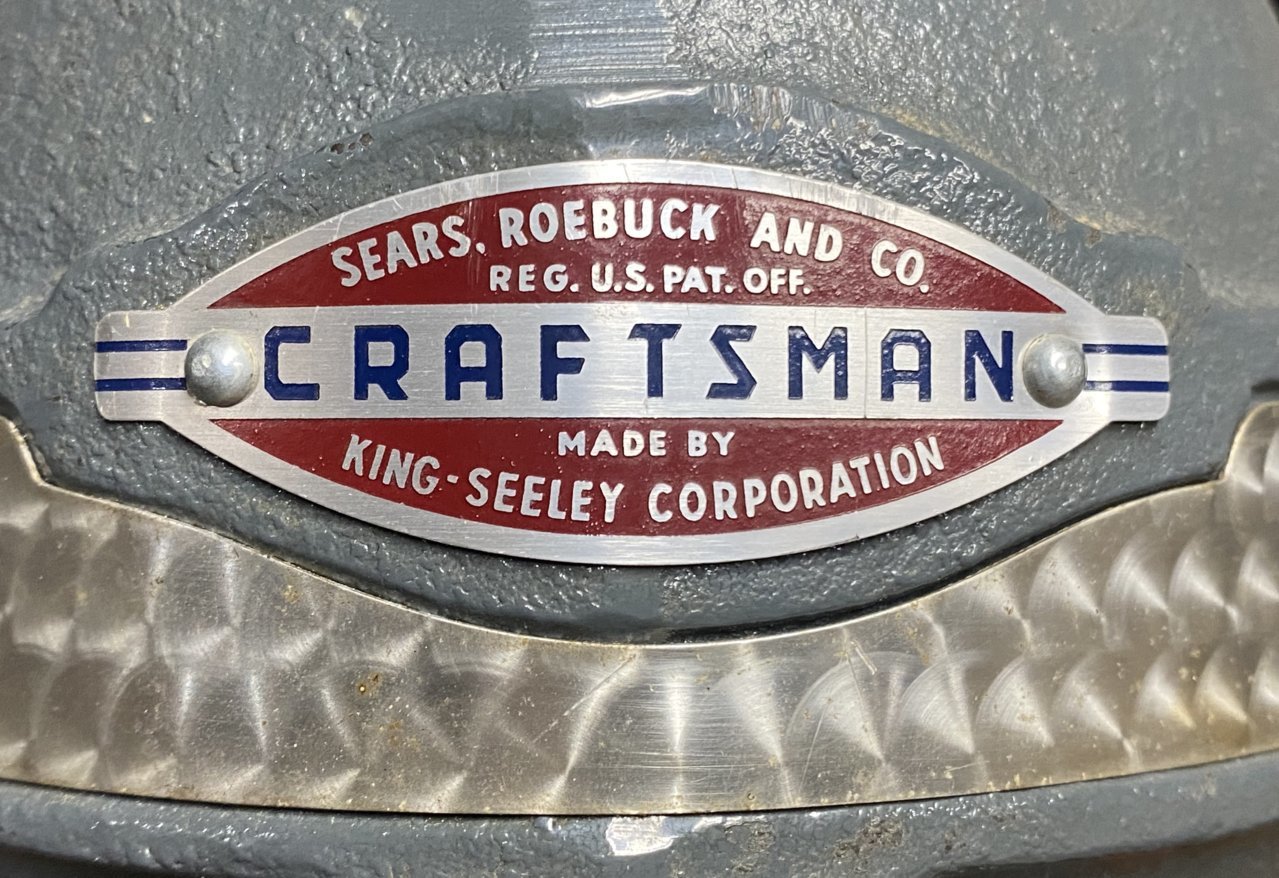 SEARS, ROEBUCK AND CO.
REG. U.S. PAT. OFF.
CRAFTSMAN
MADE BY
KING-SEELEY CORPORATION